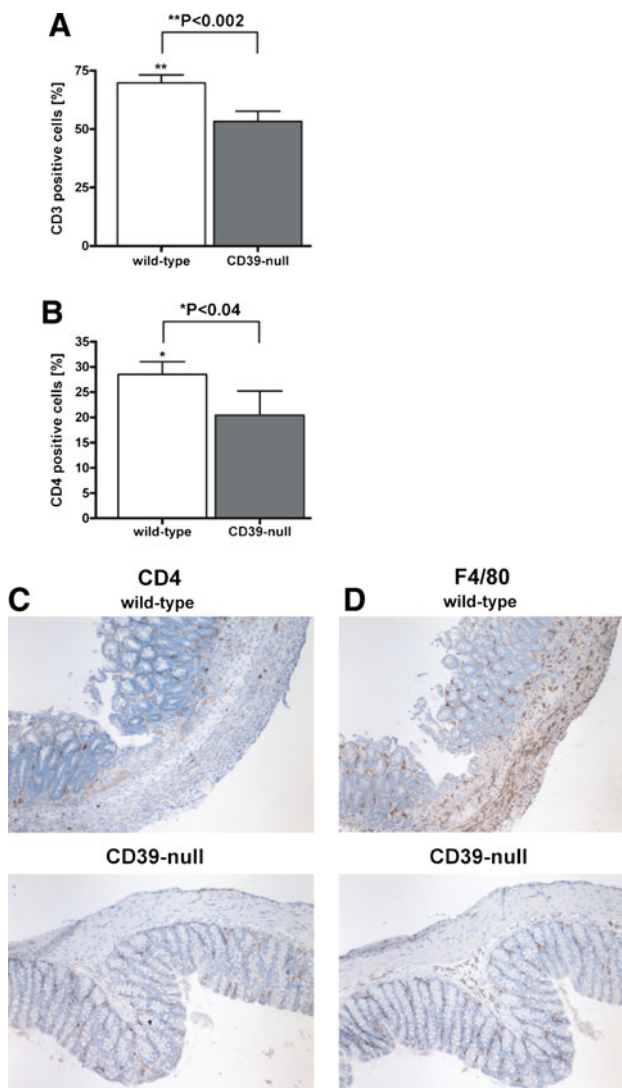 A
**P<0.002
CD3 positive cells [%]
75
50
25
0
**
wild-type
CD39-null
B
*P<0.04
CD4 positive cells [%]
35
30
25
20
15
10
5
0
*
wild-type
CD39-null
C
CD4
wild-type
D
F4/80
wild-type
CD39-null
CD39-null